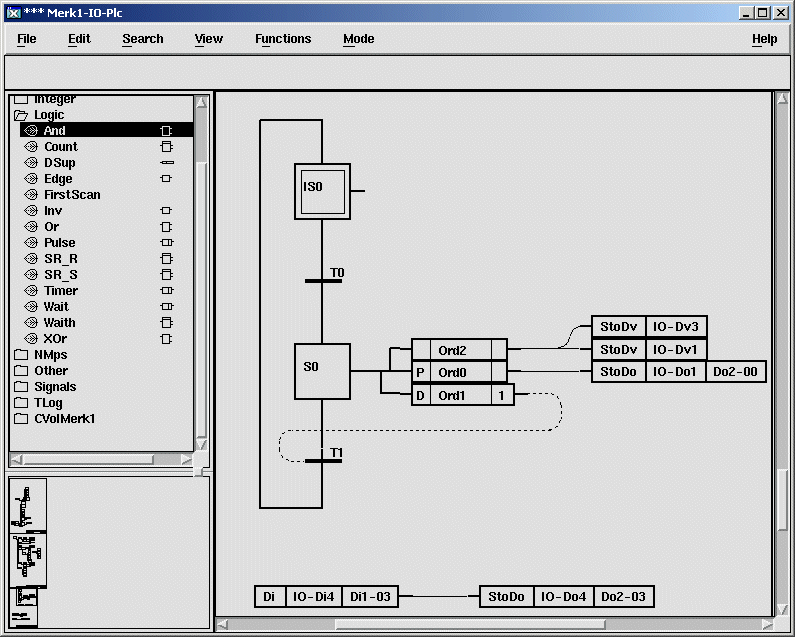 *** Merk1-IO-Plc
File Edit Search View Functions Mode Help
Integer
Logic
And
Count
DSup
Edge
FirstScan
Inv
Or
Pulse
SR_R
SR_S
Timer
Wait
Waith
XOr
NMps
Other
Signals
TLog
CVolMerk1
IS0
T0
S0
Ord2
P Ord0
D Ord1 1
StoDv IO-Dv3
StoDv IO-Dv1
StoDo IO-Do1 Do2-00
T1
Di IO-Di4 Di1-03
StoDo IO-Do4 Do2-03